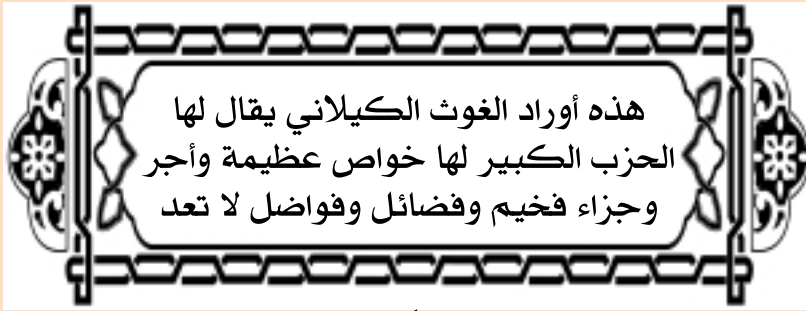 هذه أوراد الغوث الكيلاني يقال لها
الحزب الكبير لها خواص عظيمة وأجر
وجزاء فخيم وفضائل وفواضل لا تعد